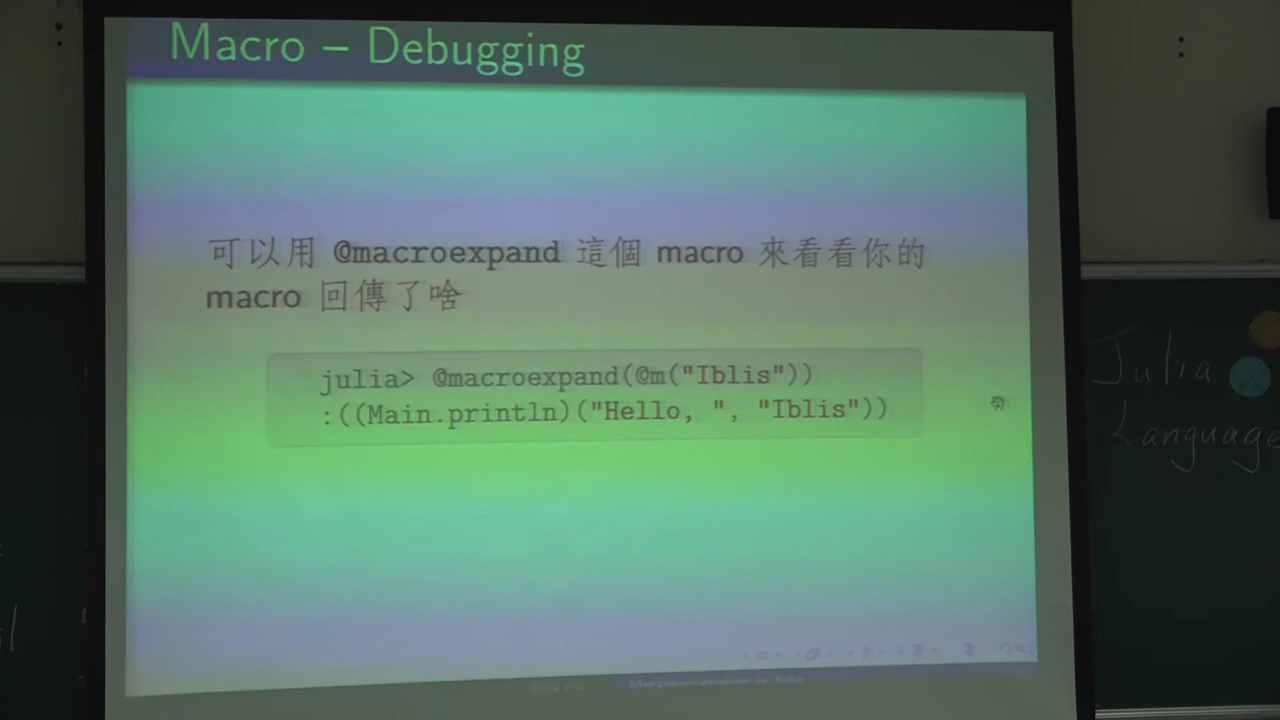 Macro – Debugging
可以用 @macroexpand 這個 macro 來看看你的
macro 回傳了啥
julia> @macroexpand(@m("Iblis"))
:((Main.println)("Hello, ", "Iblis"))
Julia
Language